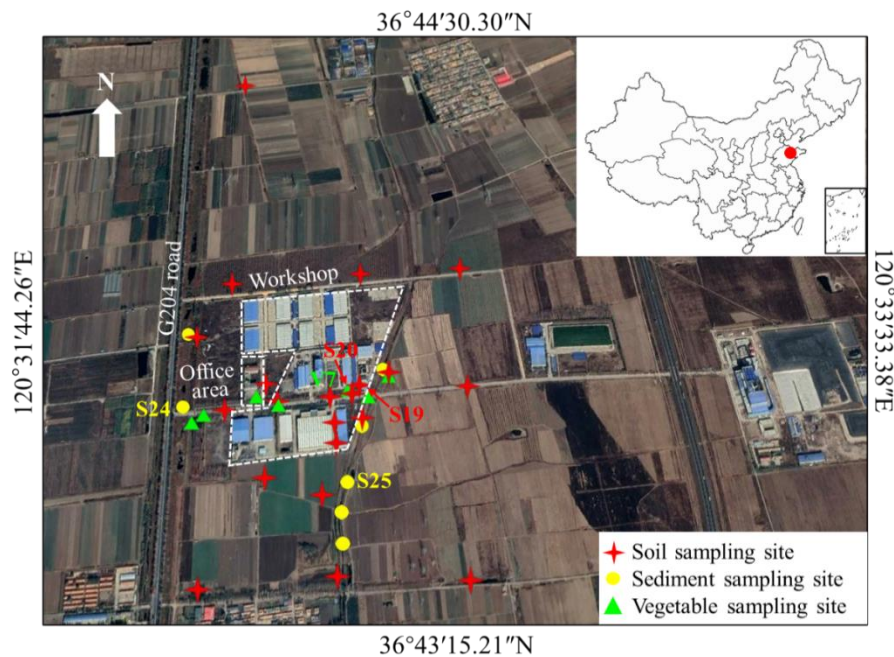 36°44′30.30″N
N
120°31′44.26″E
120°33′33.38″E
G204 road
Workshop
S20
V7
Office
area
S24
S19
S25
Soil sampling site
Sediment sampling site
Vegetable sampling site
36°43′15.21″N